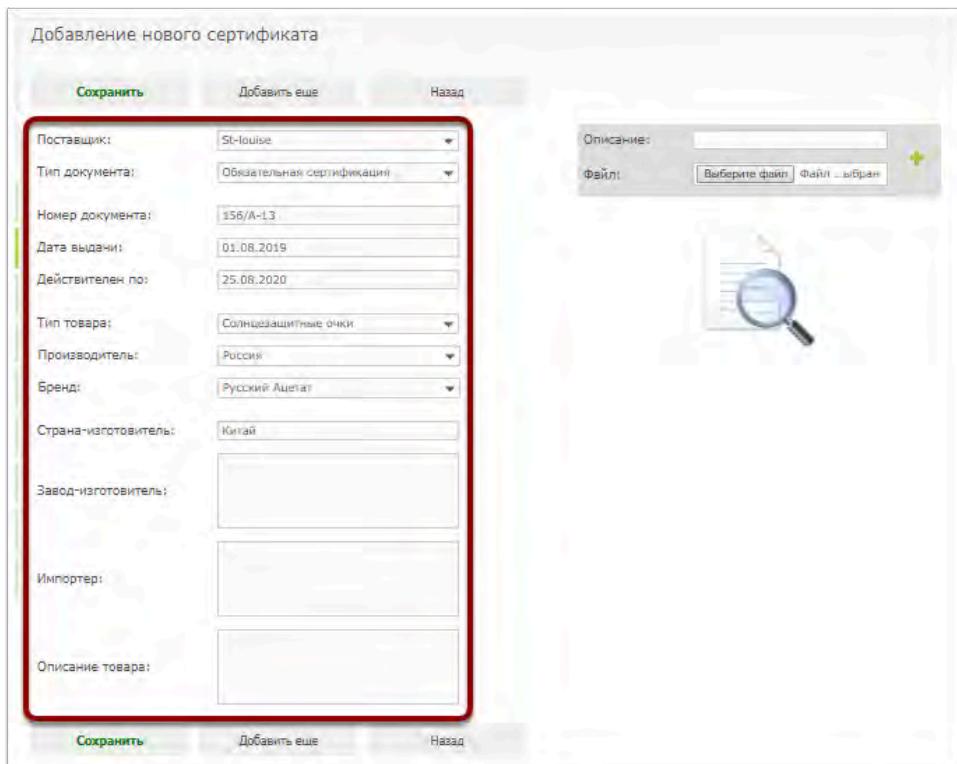 Добавление нового сертификата
Сохранить Добавить еще Назад
Поставщик: St-louise
Тип документа: Обязательная сертификация
Номер документа: 156/А-13
Дата выдачи: 01.08.2019
Действителен по: 25.08.2020
Тип товара: Солнцезащитные очки
Производитель: Россия
Бренд: Русский Ацетат
Страна-изготовитель: Китай
Завод-изготовитель:
Импортер:
Описание товара:
Сохранить Добавить еще Назад
Описание:
Файл: Выберите файл Файл ...ыбран